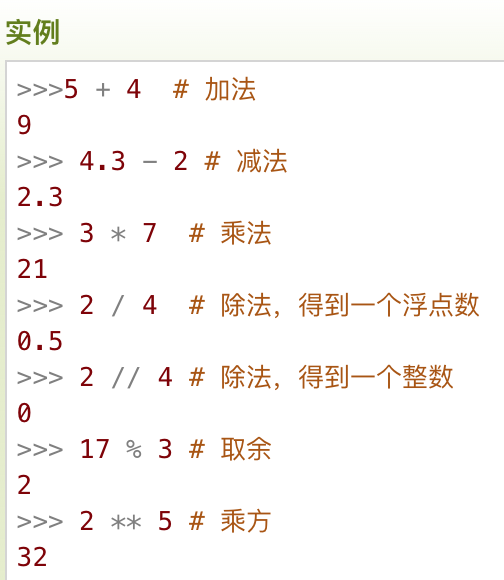 实例
>>>5 + 4  # 加法
9
>>> 4.3 - 2 # 减法
2.3
>>> 3 * 7  # 乘法
21
>>> 2 / 4  # 除法，得到一个浮点数
0.5
>>> 2 // 4 # 除法，得到一个整数
0
>>> 17 % 3 # 取余
2
>>> 2 ** 5 # 乘方
32